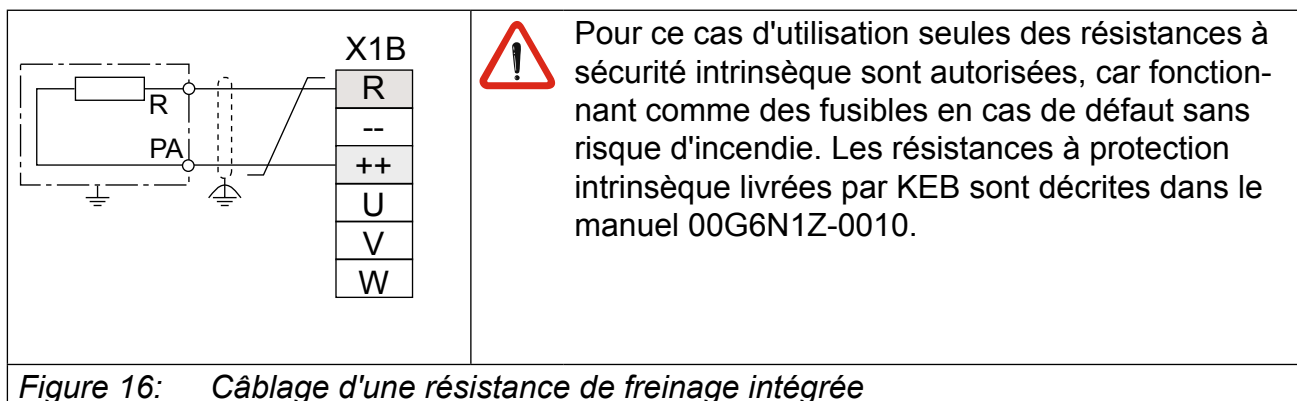 X1B
R
--
++
U
V
W
R
PA
Pour ce cas d'utilisation seules des résistances à
sécurité intrinsèque sont autorisées, car fonction-
nant comme des fusibles en cas de défaut sans
risque d'incendie. Les résistances à protection
intrinsèque livrées par KEB sont décrites dans le
manuel 00G6N1Z-0010.
Figure 16: Câblage d'une résistance de freinage intégrée